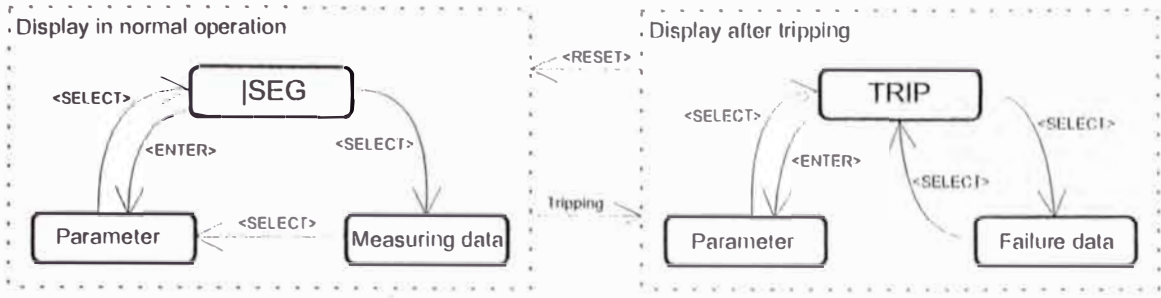 Display in normal operation
Display after tripping
<RESET>
|SEG
TRIP
<SELECT>
<SELECT>
<SELECT>
<SELECT>
<ENTER>
<ENTER>
<SELECT>
<SELECT>
Tripping
Parameter
<SELECT>
Measuring data
Parameter
Failure data